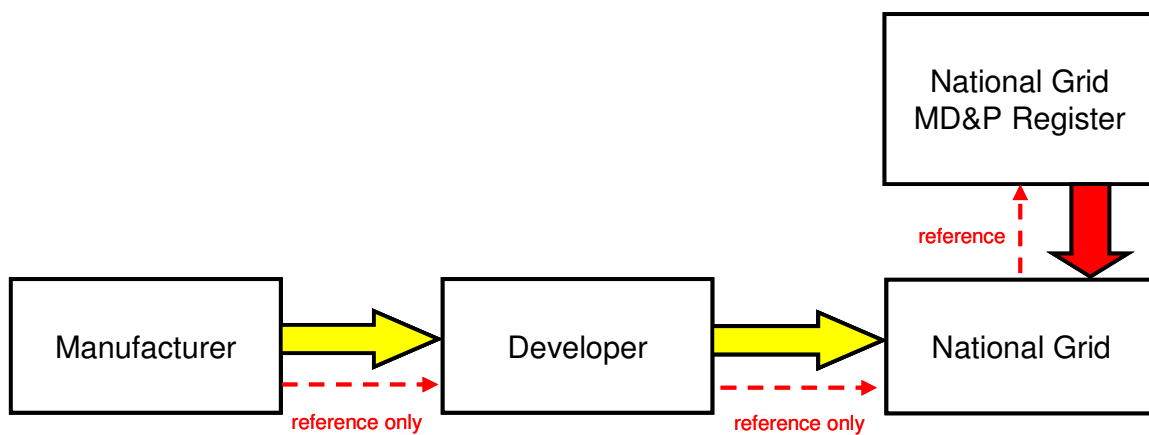 National Grid
MD&P Register
reference
Manufacturer
Developer
National Grid
reference only
reference only